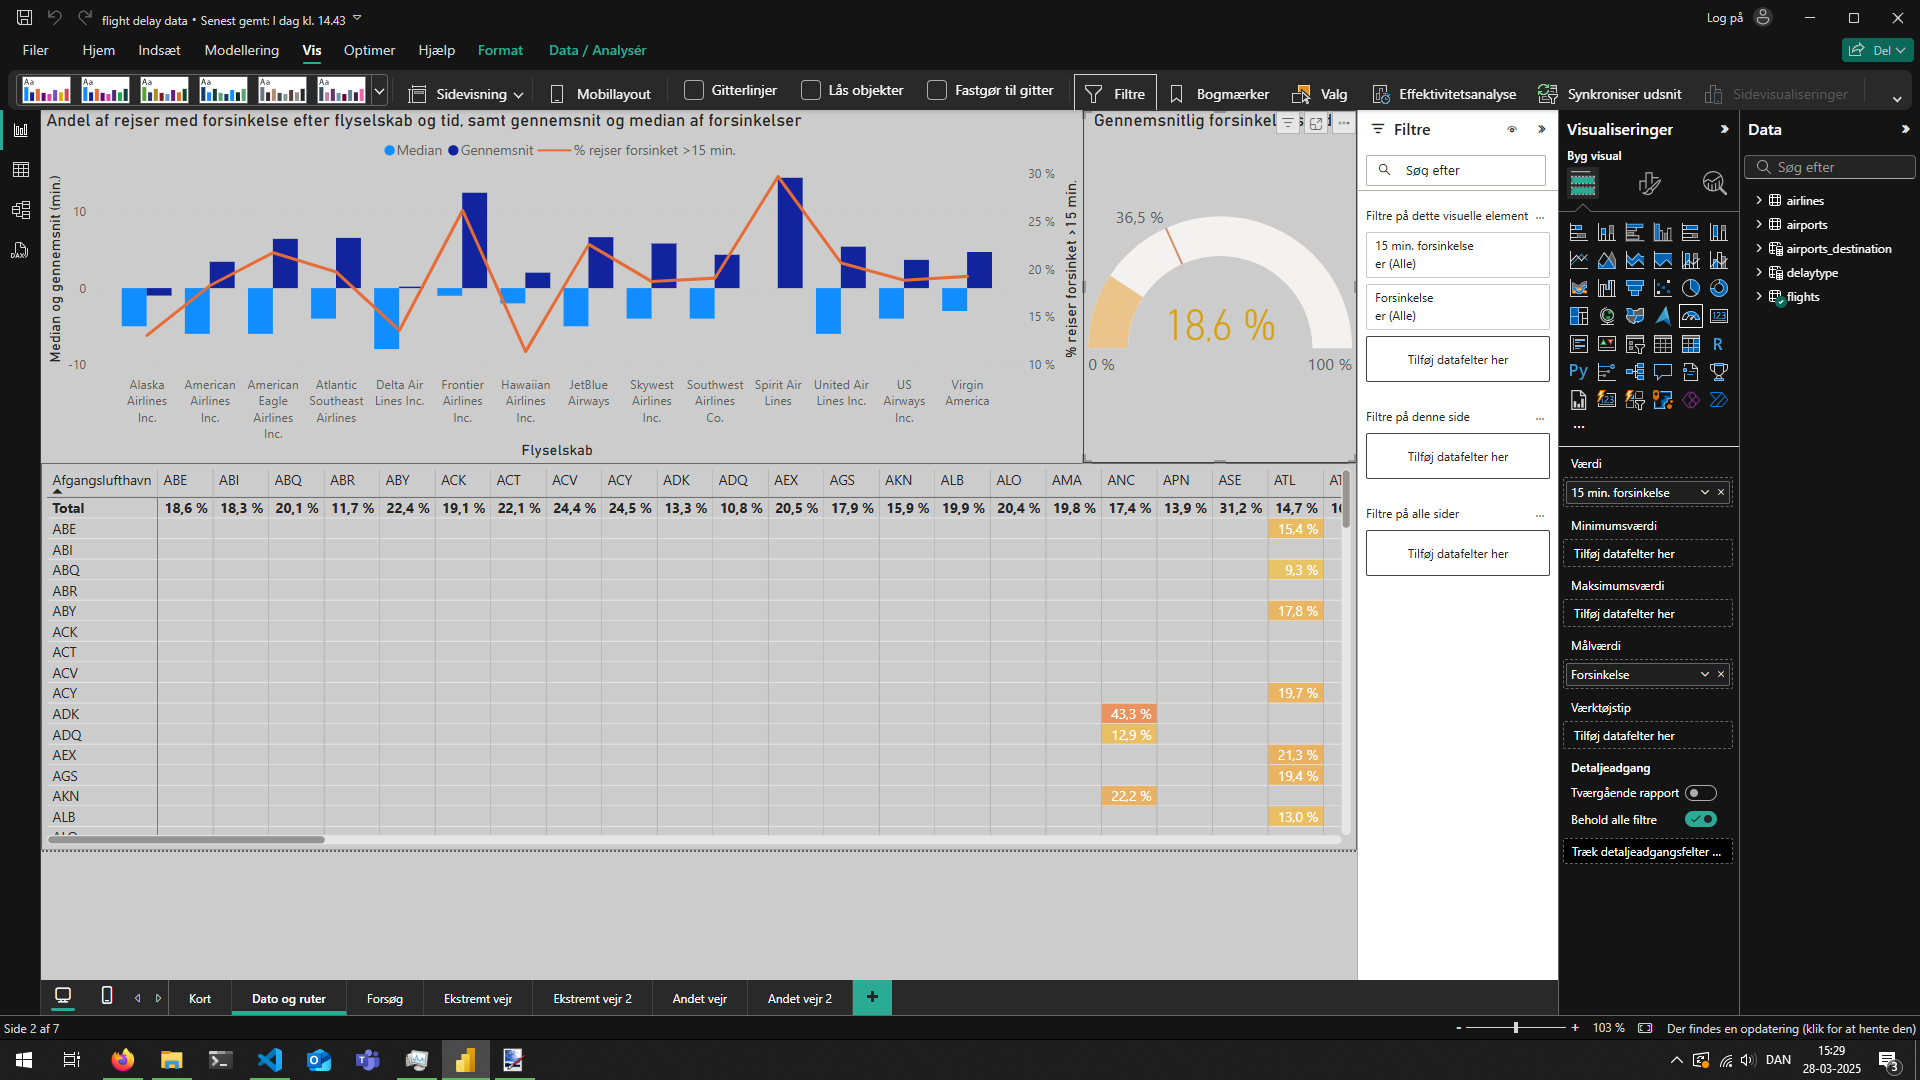 flight delay data • Senest gemt: I dag kl. 14.43
Log på
Filer
Hjem
Indsæt
Modellering
Vis
Optimer
Hjælp
Format
Data / Analysér
Del
Aa
Aa
Aa
Aa
Aa
Aa
Sidevisning
Mobillayout
Gitterlinjer
Lås objekter
Fastgør til gitter
Filtre
Bogmærker
Valg
Effektivitetsanalyse
Synkroniser udsnit
Sidevisualiseringer
Andel af rejser med forsinkelse efter flyselskab og tid, samt gennemsnit og median af forsinkelser
Median
Gennemsnit
% rejser forsinket >15 min.
Median og gennemsnit (min.)
10
0
-10
30 %
25 %
20 %
15 %
10 %
% rejser forsinket >15 min.
Alaska Airlines Inc.
American Airlines Inc.
American Eagle Airlines Inc.
Atlantic Southeast Airlines
Delta Air Lines Inc.
Frontier Airlines Inc.
Hawaiian Airlines Inc.
JetBlue Airways
Skywest Airlines Inc.
Southwest Airlines Co.
Spirit Air Lines
United Air Lines Inc.
US Airways Inc.
Virgin America
Flyselskab
Gennemsnitlig forsinkel
d
36,5 %
18,6 %
0 %
100 %
Afgangslufthavn ABE ABI ABQ ABR ABY ACK ACT ACV ACY ADK ADQ AEX AGS AKN ALB ALO AMA ANC APN ASE ATL AT
Total 18,6 % 18,3 % 20,1 % 11,7 % 22,4 % 19,1 % 22,1 % 24,4 % 24,5 % 13,3 % 10,8 % 20,5 % 17,9 % 15,9 % 19,9 % 20,4 % 19,8 % 17,4 % 13,9 % 31,2 % 14,7 % 1
ABE 15,4 %
ABI
ABQ 9,3 %
ABR
ABY 17,8 %
ACK
ACT
ACV
ACY 19,7 %
ADK 43,3 %
ADQ 12,9 %
AEX 21,3 %
AGS 19,4 %
AKN 22,2 %
ALB 13,0 %
Filtre
Søg efter
Filtre på dette visuelle element ...
15 min. forsinkelse
er (Alle)
Forsinkelse
er (Alle)
Tilføj datafelter her
Filtre på denne side ...
Tilføj datafelter her
Filtre på alle sider ...
Tilføj datafelter her
Visualiseringer
Byg visual
123
R
Py
123
...
Værdi
15 min. forsinkelse
Minimumsværdi
Tilføj datafelter her
Maksimumsværdi
Tilføj datafelter her
Målværdi
Forsinkelse
Værktøjstip
Tilføj datafelter her
Detaljeadgang
Tværgående rapport
Behold alle filtre
Træk detaljeadgangsfelter ...
Data
Søg efter
airlines
airports
airports_destination
delaytype
flights
Kort
Dato og ruter
Forsøg
Ekstremt vejr
Ekstremt vejr 2
Andet vejr
Andet vejr 2
+
Side 2 af 7
- + 103 %
Der findes en opdatering (klik for at hente den)
DAN
15:29
28-03-2025
3